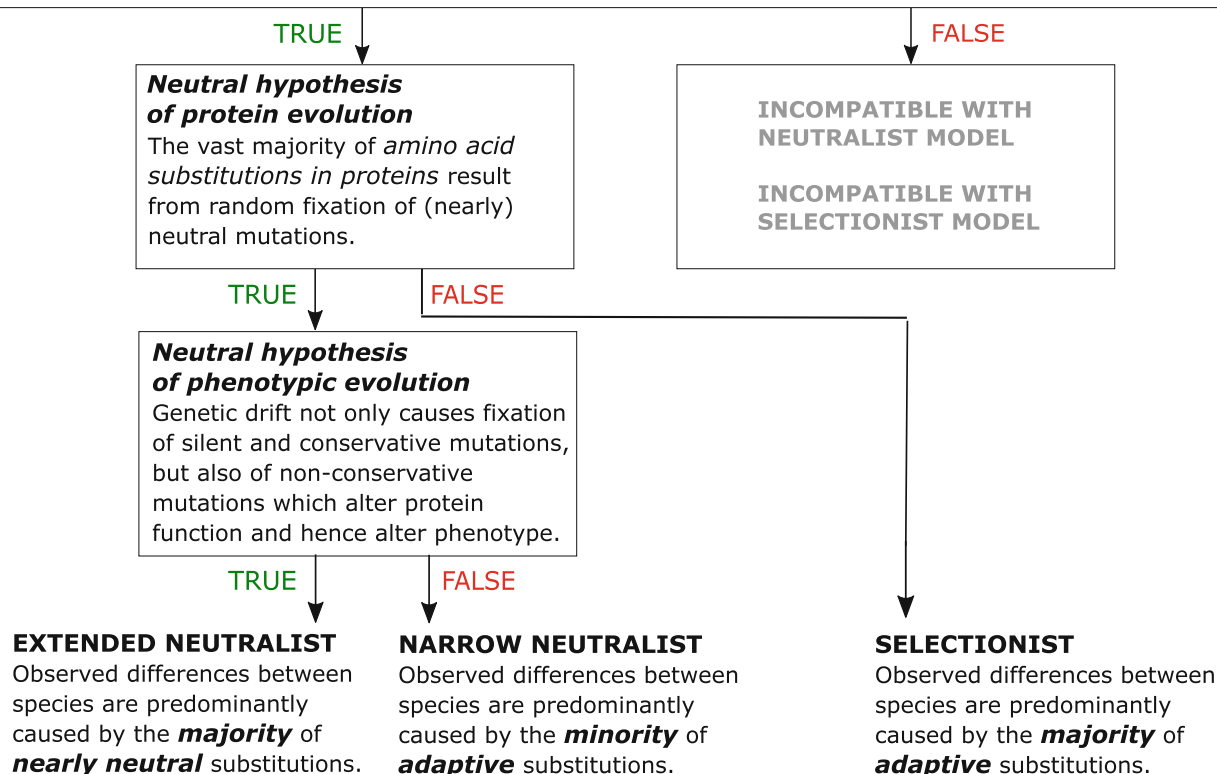 TRUE
FALSE
Neutral hypothesis
of protein evolution
The vast majority of amino acid
substitutions in proteins result
from random fixation of (nearly)
neutral mutations.
INCOMPATIBLE WITH
NEUTRALIST MODEL
INCOMPATIBLE WITH
SELECTIONIST MODEL
TRUE
FALSE
Neutral hypothesis
of phenotypic evolution
Genetic drift not only causes fixation
of silent and conservative mutations,
but also of non-conservative
mutations which alter protein
function and hence alter phenotype.
TRUE
FALSE
EXTENDED NEUTRALIST
Observed differences between
species are predominantly
caused by the majority of
nearly neutral substitutions.
NARROW NEUTRALIST
Observed differences between
species are predominantly
caused by the minority of
adaptive substitutions.
SELECTIONIST
Observed differences between
species are predominantly
caused by the majority of
adaptive substitutions.